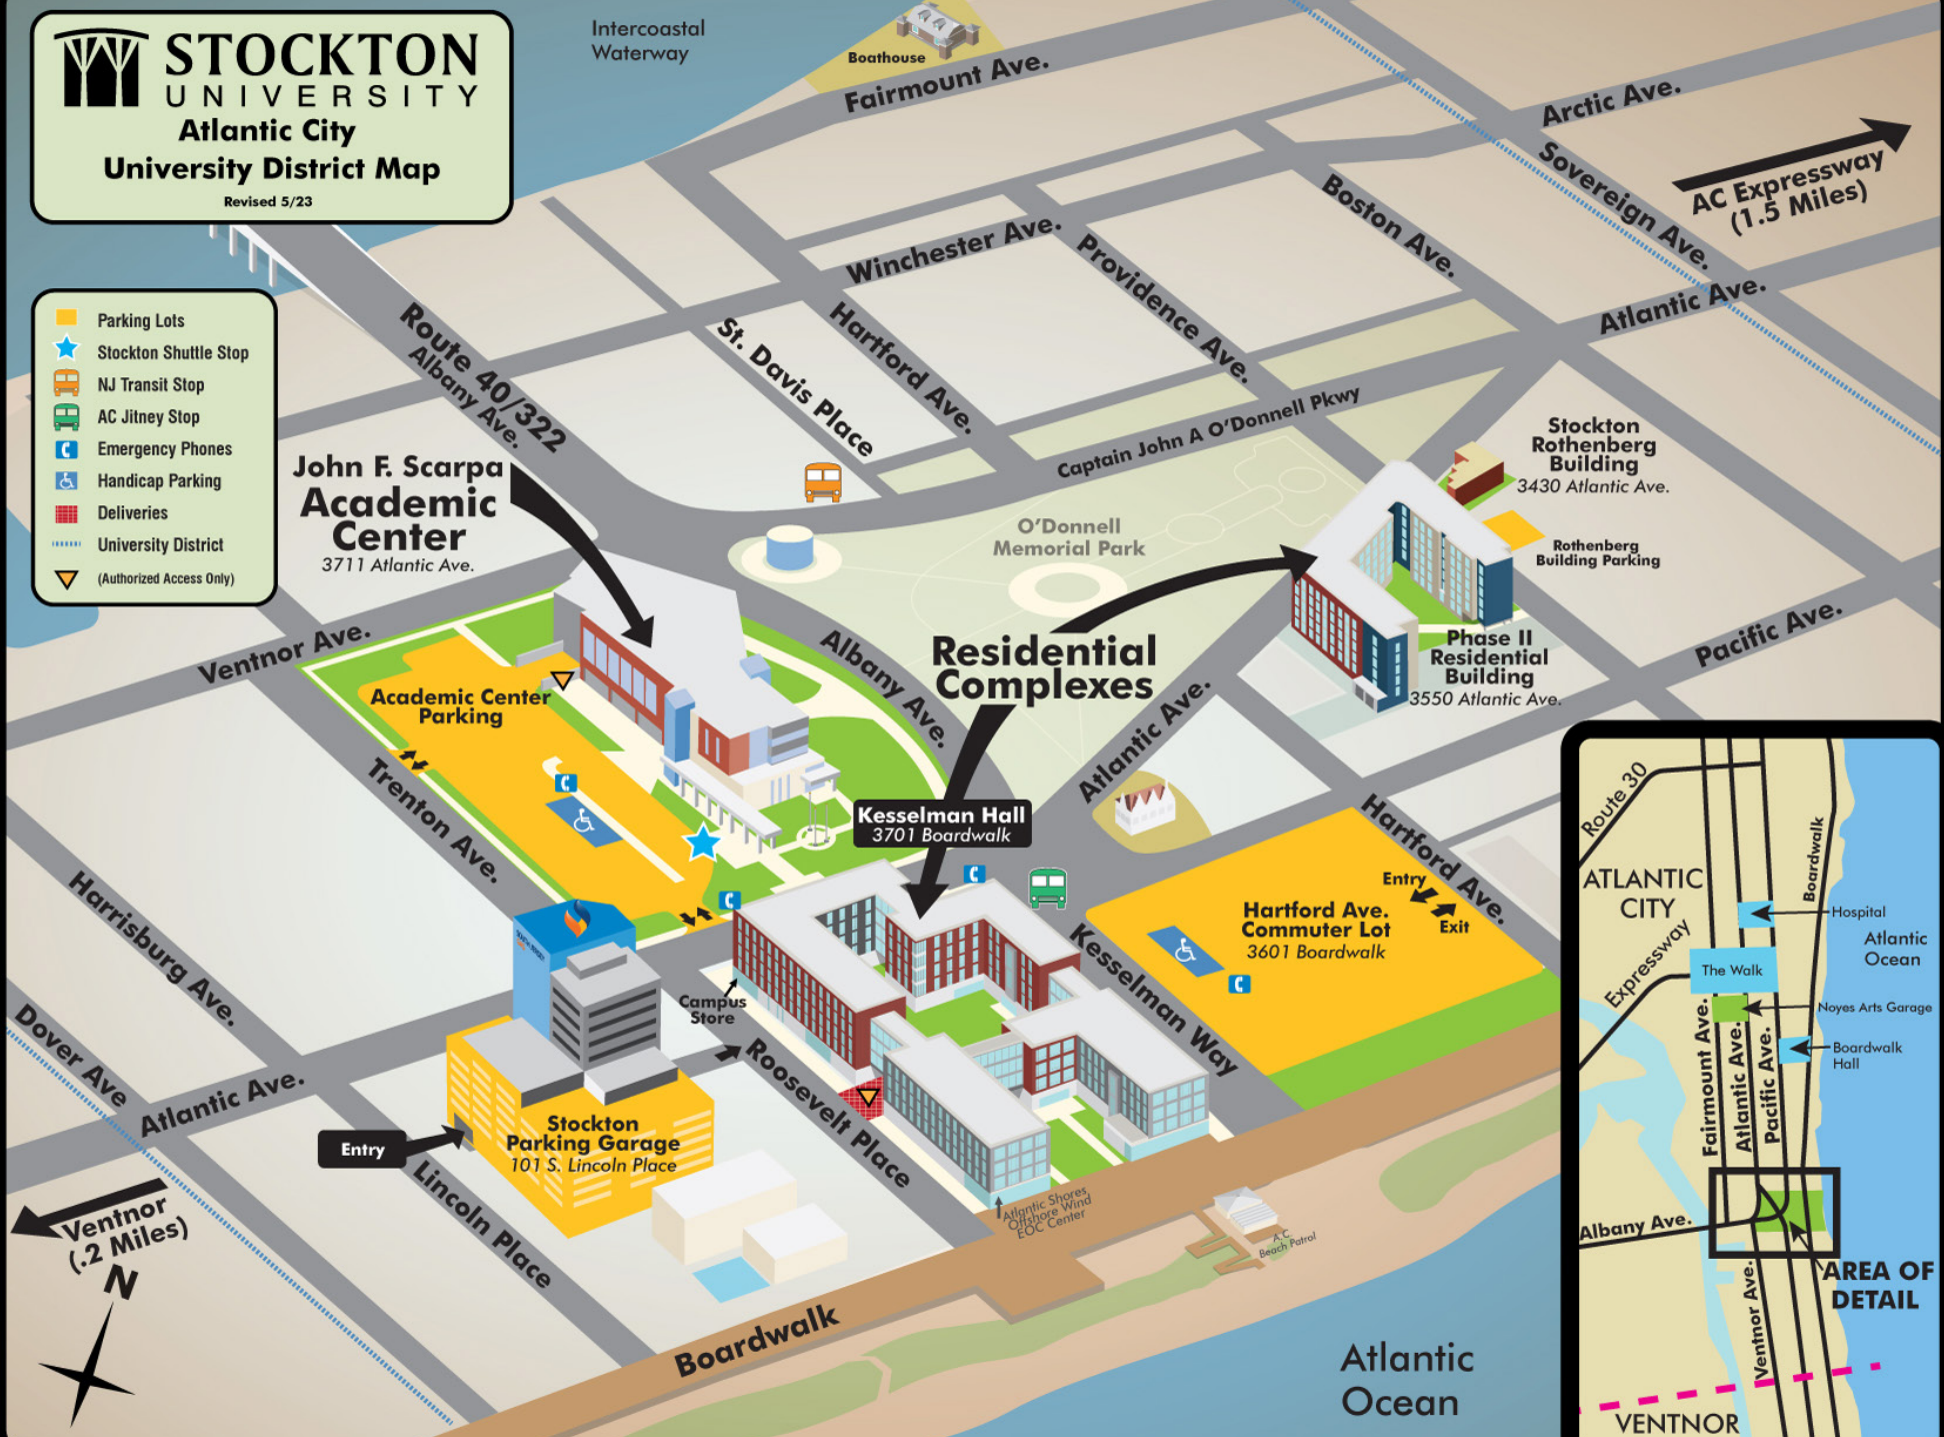 STOCKTON
UNIVERSITY
Atlantic City
University District Map
Revised 5/23
Intercoastal
Waterway
Boathouse
Fairmount Ave.
Arctic Ave.
Sovereign Ave.
AC Expressway
(1.5 Miles)
Boston Ave.
Winchester Ave.
Providence Ave.
Atlantic Ave.
Parking Lots
Stockton Shuttle Stop
NJ Transit Stop
AC Jitney Stop
Emergency Phones
Handicap Parking
Deliveries
University District
(Authorized Access Only)
Route 40/322
Albany Ave.
St. Davis Place
Hartford Ave.
Captain John A O'Donnell Pkwy
John F. Scarpa
Academic
Center
3711 Atlantic Ave.
O'Donnell
Memorial Park
Stockton
Rothenberg
Building
3430 Atlantic Ave.
Rothenberg
Building Parking
Ventnor Ave.
Albany Ave.
Residential
Complexes
Phase II
Residential
Building
3550 Atlantic Ave.
Pacific Ave.
Academic Center
Parking
Atlantic Ave.
Trenton Ave.
Kesselman Hall
3701 Boardwalk
Hartford Ave.
Entry
Exit
Hartford Ave.
Commuter Lot
3601 Boardwalk
Harrisburg Ave.
Campus
Store
Kesselman Way
Dover Ave
Atlantic Ave.
Roosevelt Place
Entry
Stockton
Parking Garage
101 S. Lincoln Place
Lincoln Place
Ventnor
(.2 Miles)
N
Atlantic Shores
Offshore Wind
EOC Center
A.C.
Beach Patrol
Boardwalk
Atlantic
Ocean
Route 30
Boardwalk
ATLANTIC
CITY
Hospital
Atlantic
Ocean
Expressway
The Walk
Noyes Arts Garage
Boardwalk
Hall
Fairmount Ave.
Atlantic Ave.
Pacific Ave.
Albany Ave.
AREA OF
DETAIL
Ventnor Ave.
VENTNOR